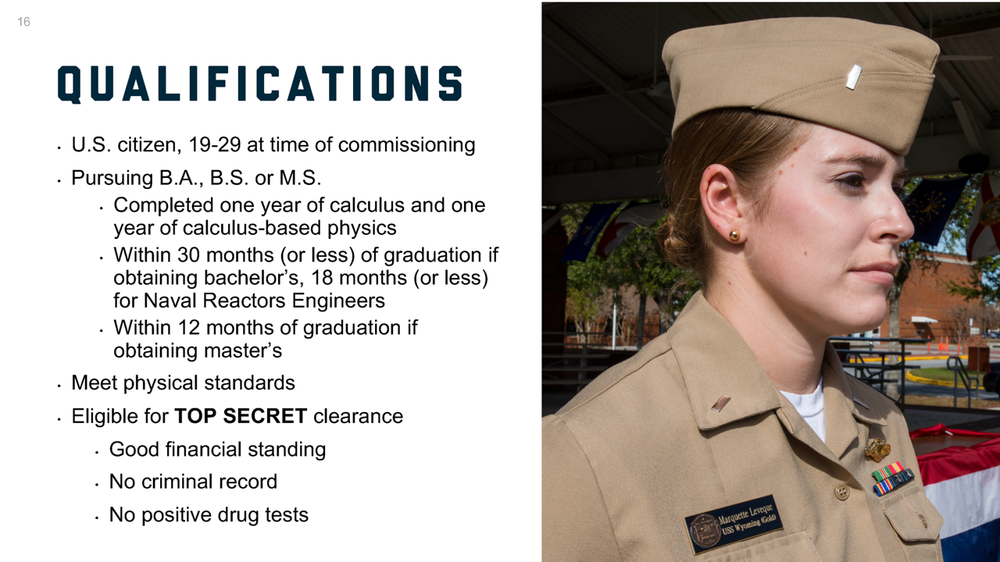 16
QUALIFICATIONS
• U.S. citizen, 19-29 at time of commissioning
• Pursuing B.A., B.S. or M.S.
• Completed one year of calculus and one
year of calculus-based physics
• Within 30 months (or less) of graduation if
obtaining bachelor’s, 18 months (or less)
for Naval Reactors Engineers
• Within 12 months of graduation if
obtaining master’s
• Meet physical standards
• Eligible for TOP SECRET clearance
• Good financial standing
• No criminal record
• No positive drug tests
Marquette Leveque
USS Wyoming (Gold)